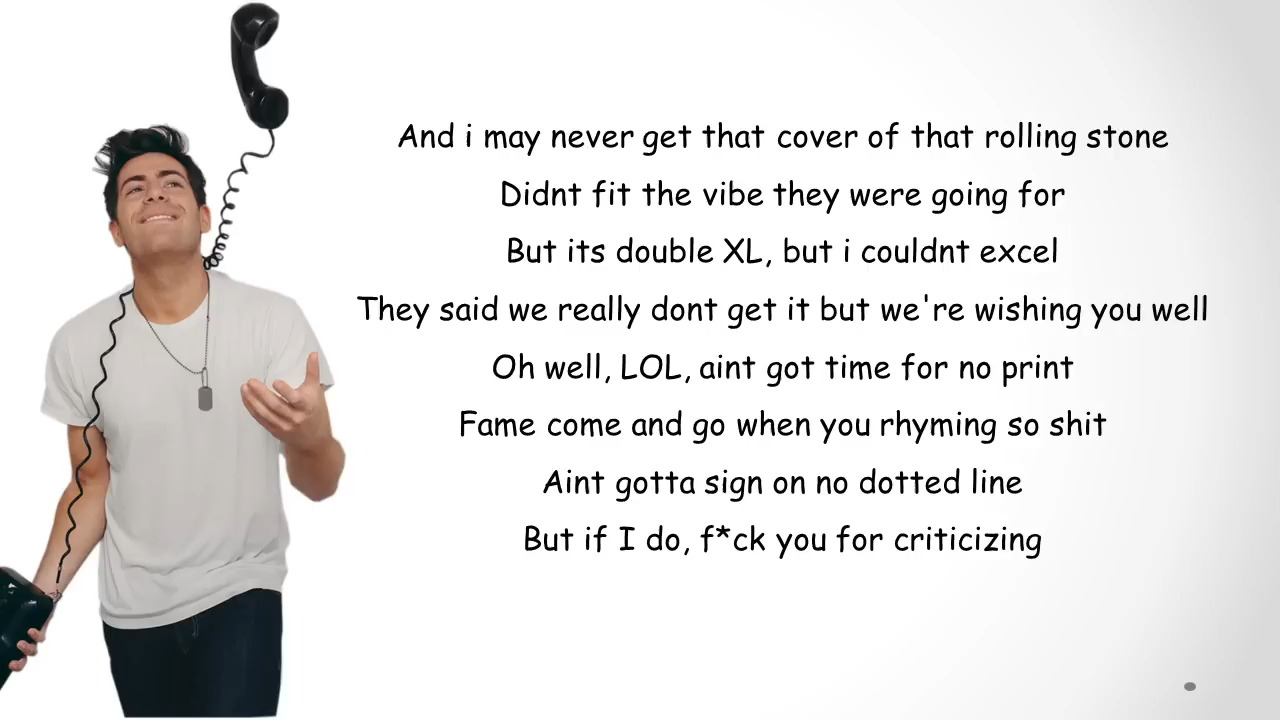 And i may never get that cover of that rolling stone
Didnt fit the vibe they were going for
But its double XL, but i couldnt excel
They said we really dont get it but we're wishing you well
Oh well, LOL, aint got time for no print
Fame come and go when you rhyming so shit
Aint gotta sign on no dotted line
But if I do, f*ck you for criticizing